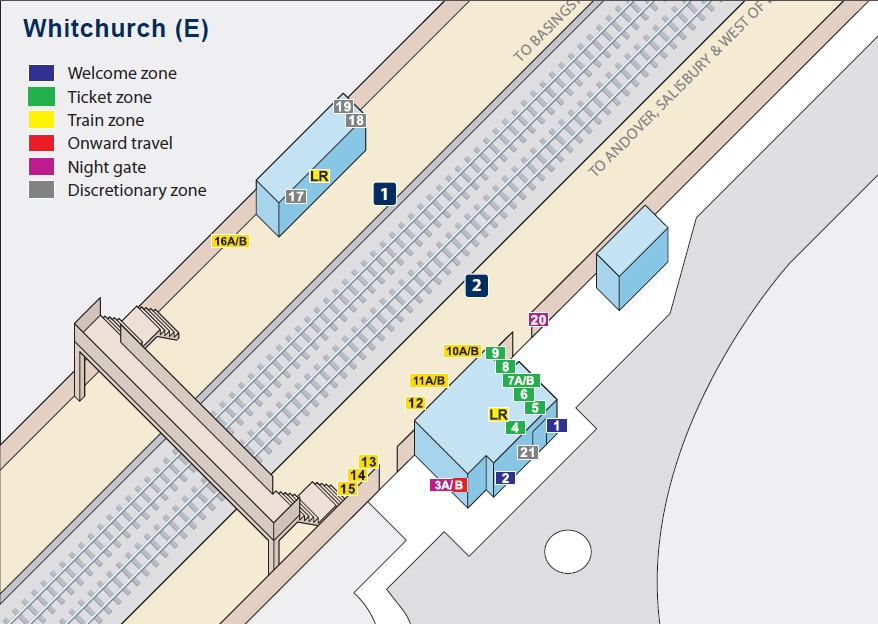 Whitchurch (E)
Welcome zone
Ticket zone
Train zone
Onward travel
Night gate
Discretionary zone
TO BASINGS
TO ANDOVER, SALISBURY & WEST OF
19
18
LR
17
1
16A/B
2
20
10A/B
9
8
11A/B
7A/B
6
12
5
LR
4
1
21
13
14
15
3A/B
2